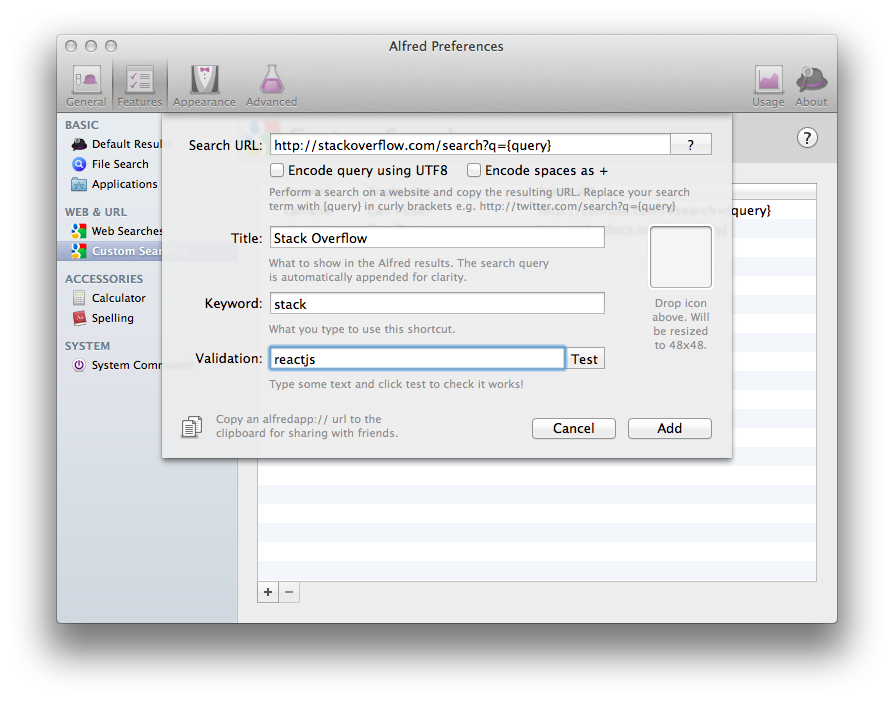 Alfred Preferences
General
Features
Appearance
Advanced
Usage
About
BASIC
Default Resu
File Search
Applications
WEB & URL
Web Searches
Custom Sear
ACCESSORIES
Calculator
Spelling
SYSTEM
System Comm
?
Search URL: http://stackoverflow.com/search?q={query} ?
Encode query using UTF8 Encode spaces as +
Perform a search on a website and copy the resulting URL. Replace your search
term with {query} in curly brackets e.g. http://twitter.com/search?q={query}
query}
Title: Stack Overflow
What to show in the Alfred results. The search query
is automatically appended for clarity.
Keyword: stack
What you type to use this shortcut.
Drop icon
above. Will
be resized
to 48x48.
Validation: reactjs Test
Type some text and click test to check it works!
Copy an alfredapp:// url to the
clipboard for sharing with friends.
Cancel Add
+ −